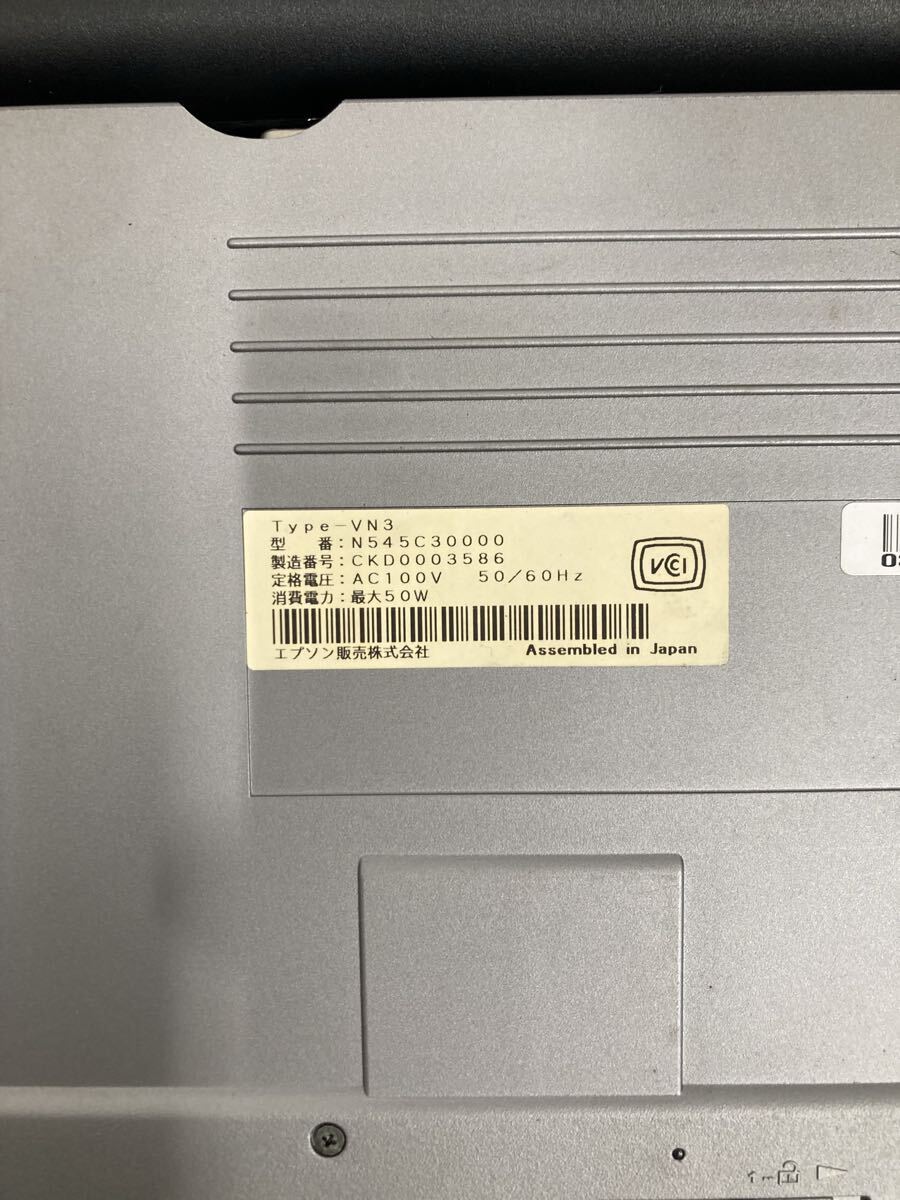 Type-VN3
型　番：N545C30000
製造番号：CKD0003586
定格電圧：AC100V　50／60Hz
消費電力：最大50W
VCCI
エプソン販売株式会社　Assembled in Japan